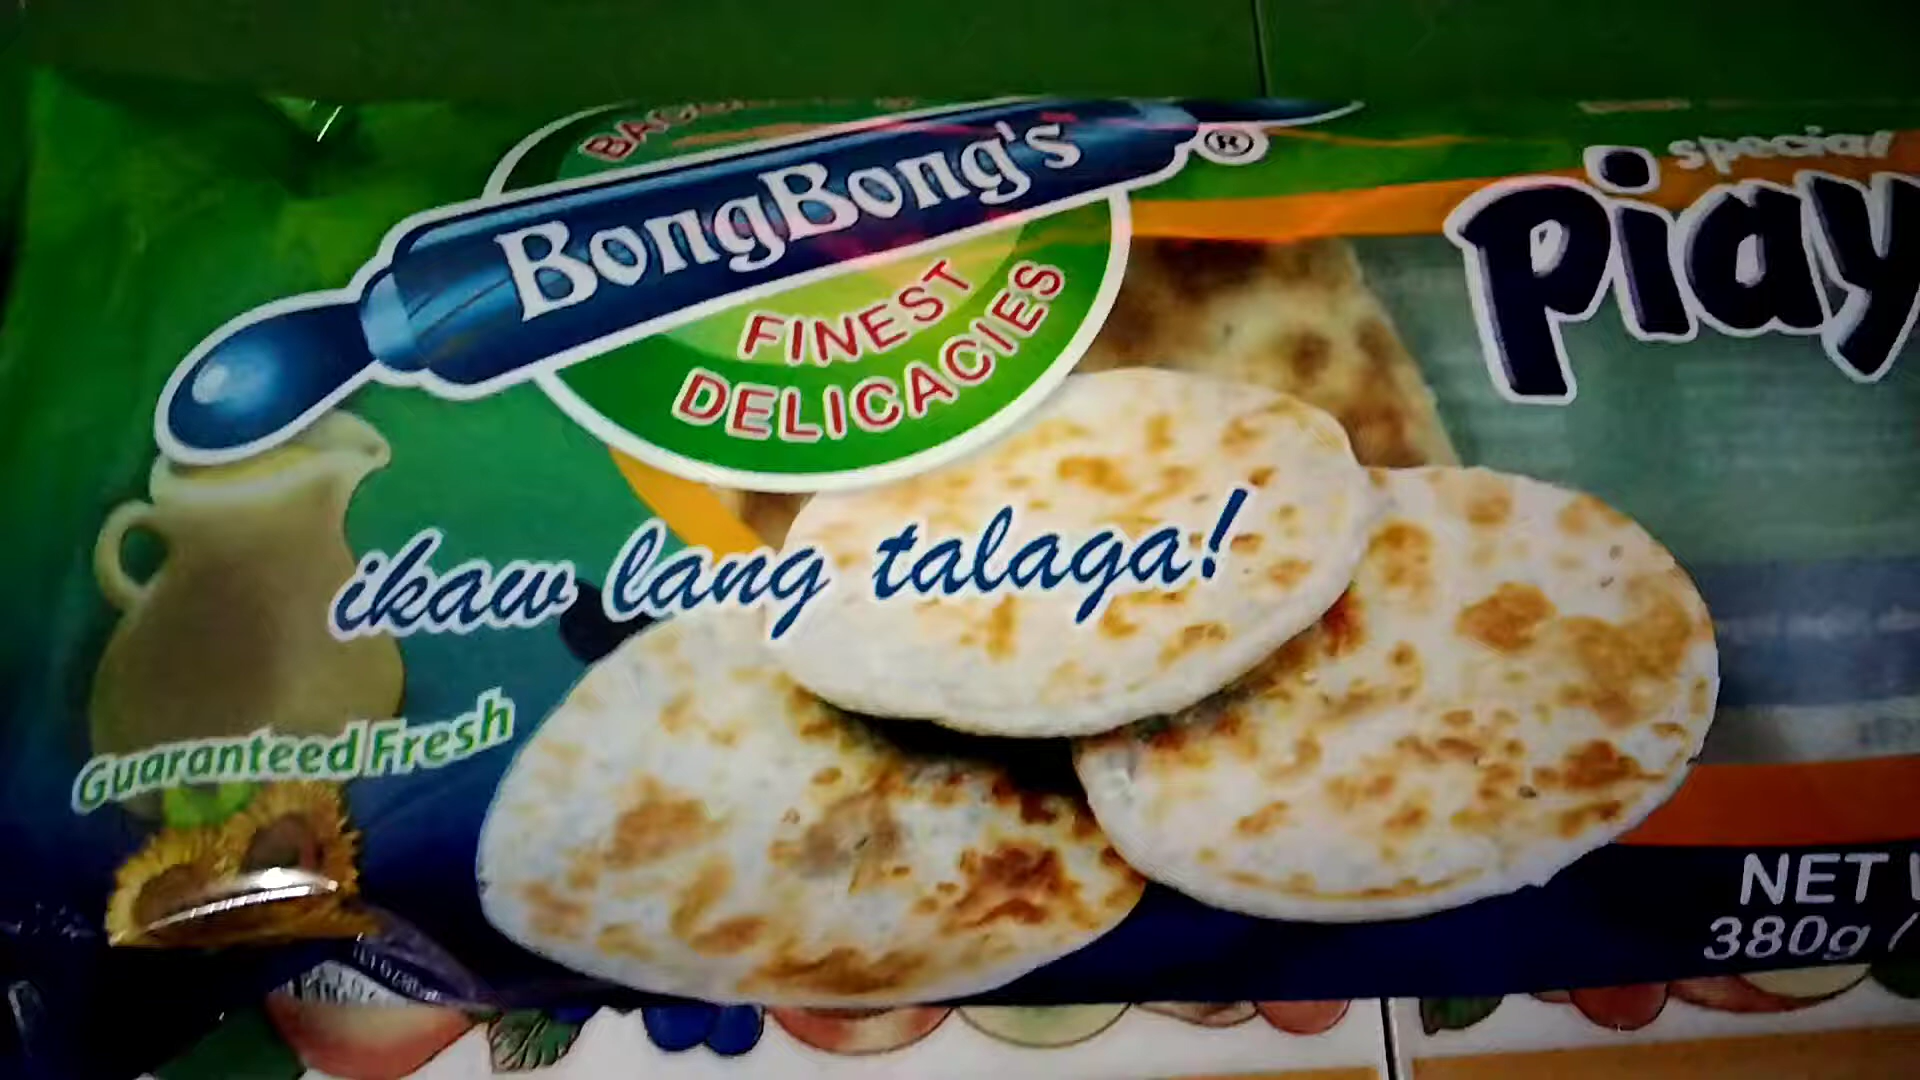 BongBong's ®
FINEST
DELICACIES
special
piay
ikaw lang talaga!
Guaranteed Fresh
NET
380g /